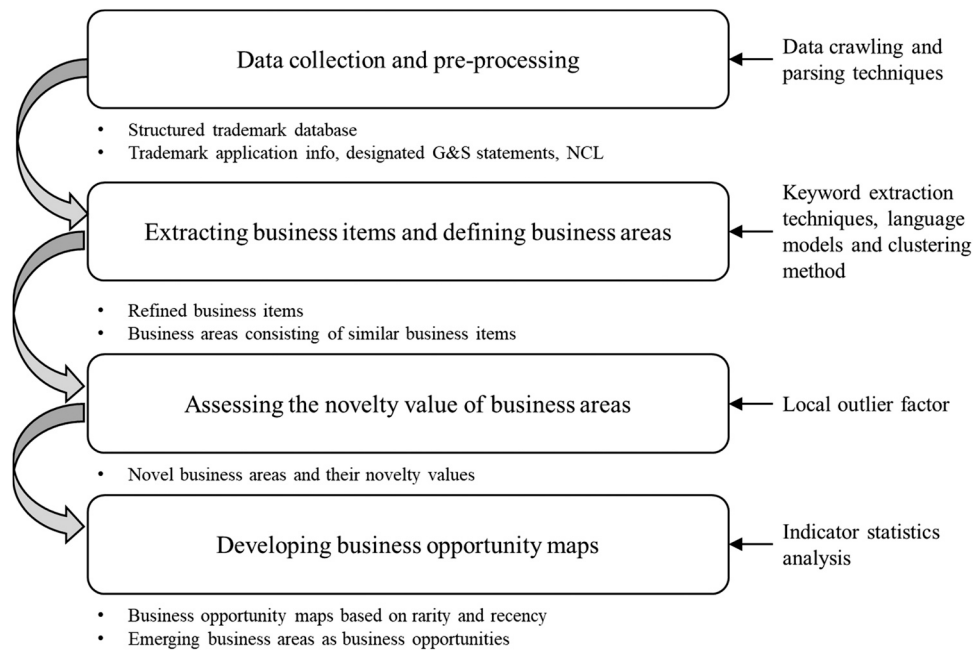 Data collection and pre-processing
Data crawling and
parsing techniques
• Structured trademark database
• Trademark application info, designated G&S statements, NCL
Extracting business items and defining business areas
Keyword extraction
techniques, language
models and clustering
method
• Refined business items
• Business areas consisting of similar business items
Assessing the novelty value of business areas
Local outlier factor
• Novel business areas and their novelty values
Developing business opportunity maps
Indicator statistics
analysis
• Business opportunity maps based on rarity and recency
• Emerging business areas as business opportunities